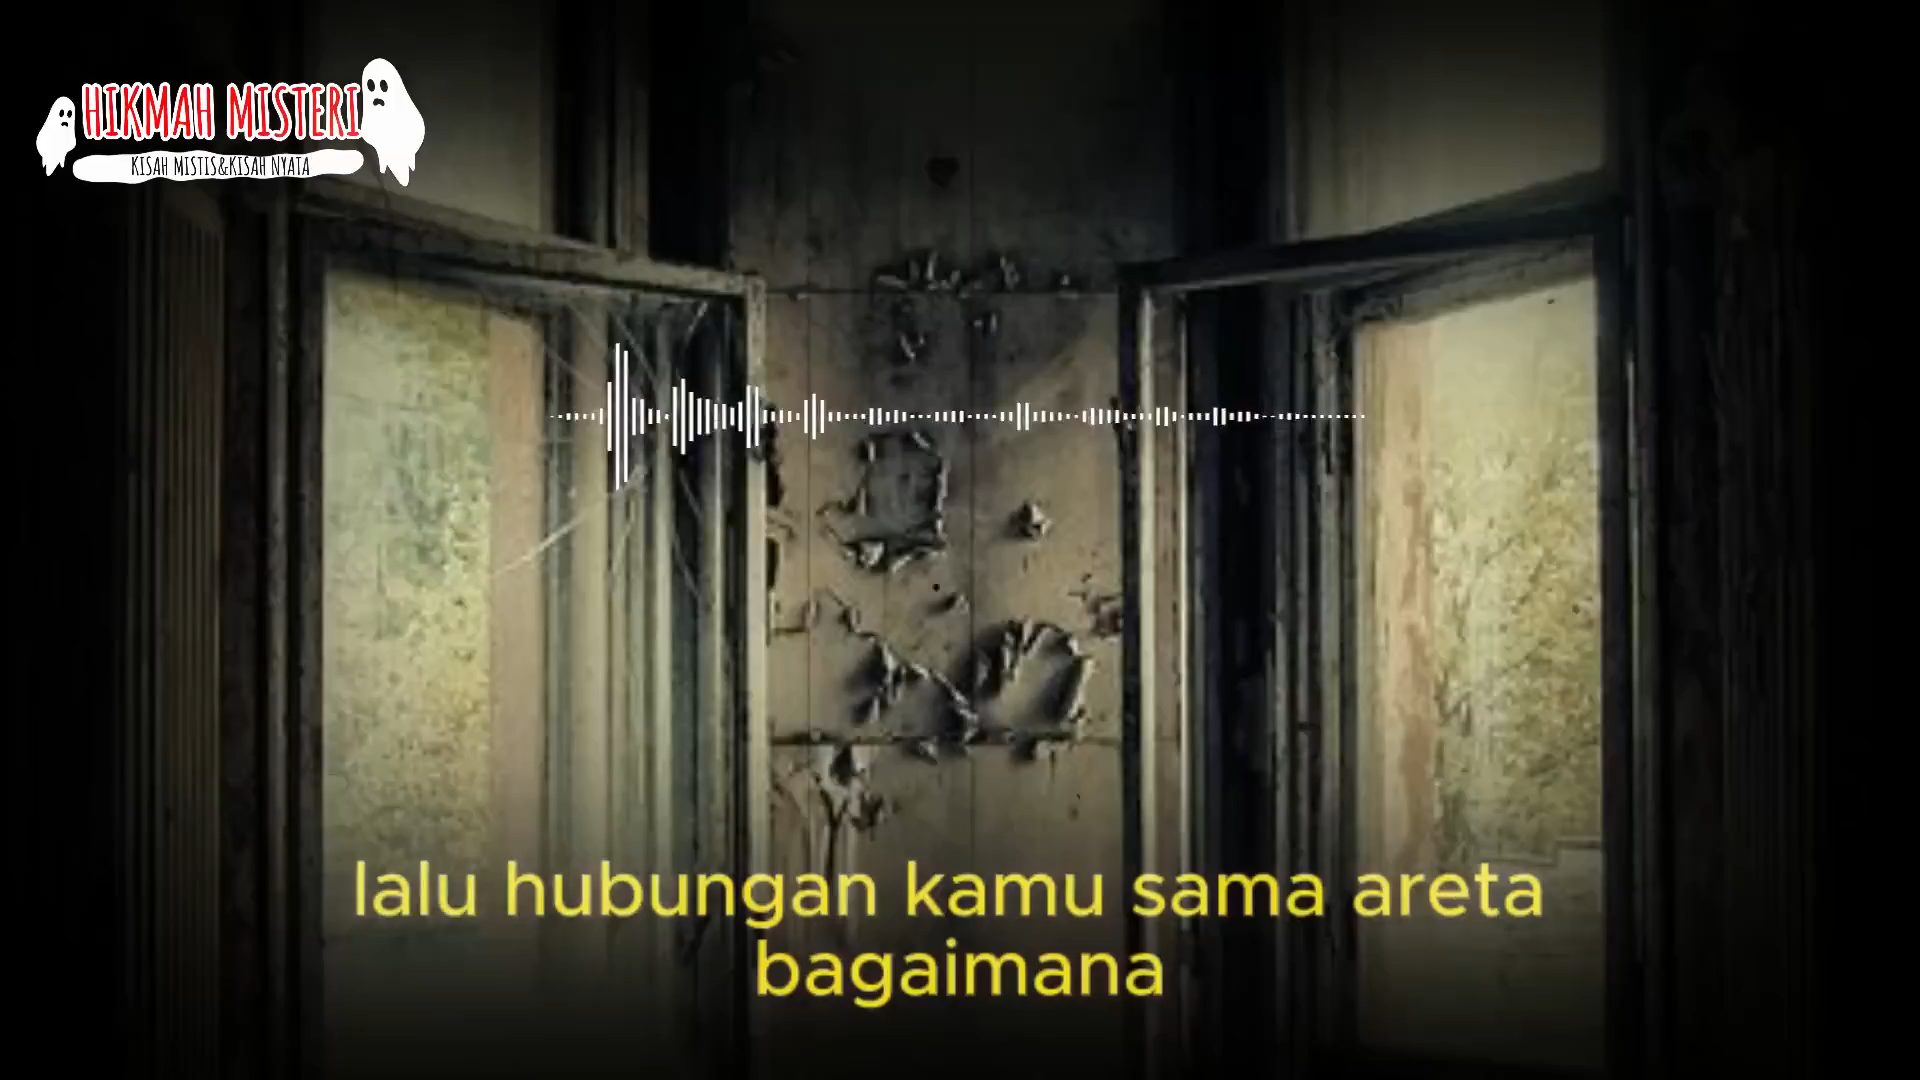 HIKMAH MISTERI
KISAH MISTIS&KISAH NYATA
lalu hubungan kamu sama areta
bagaimana